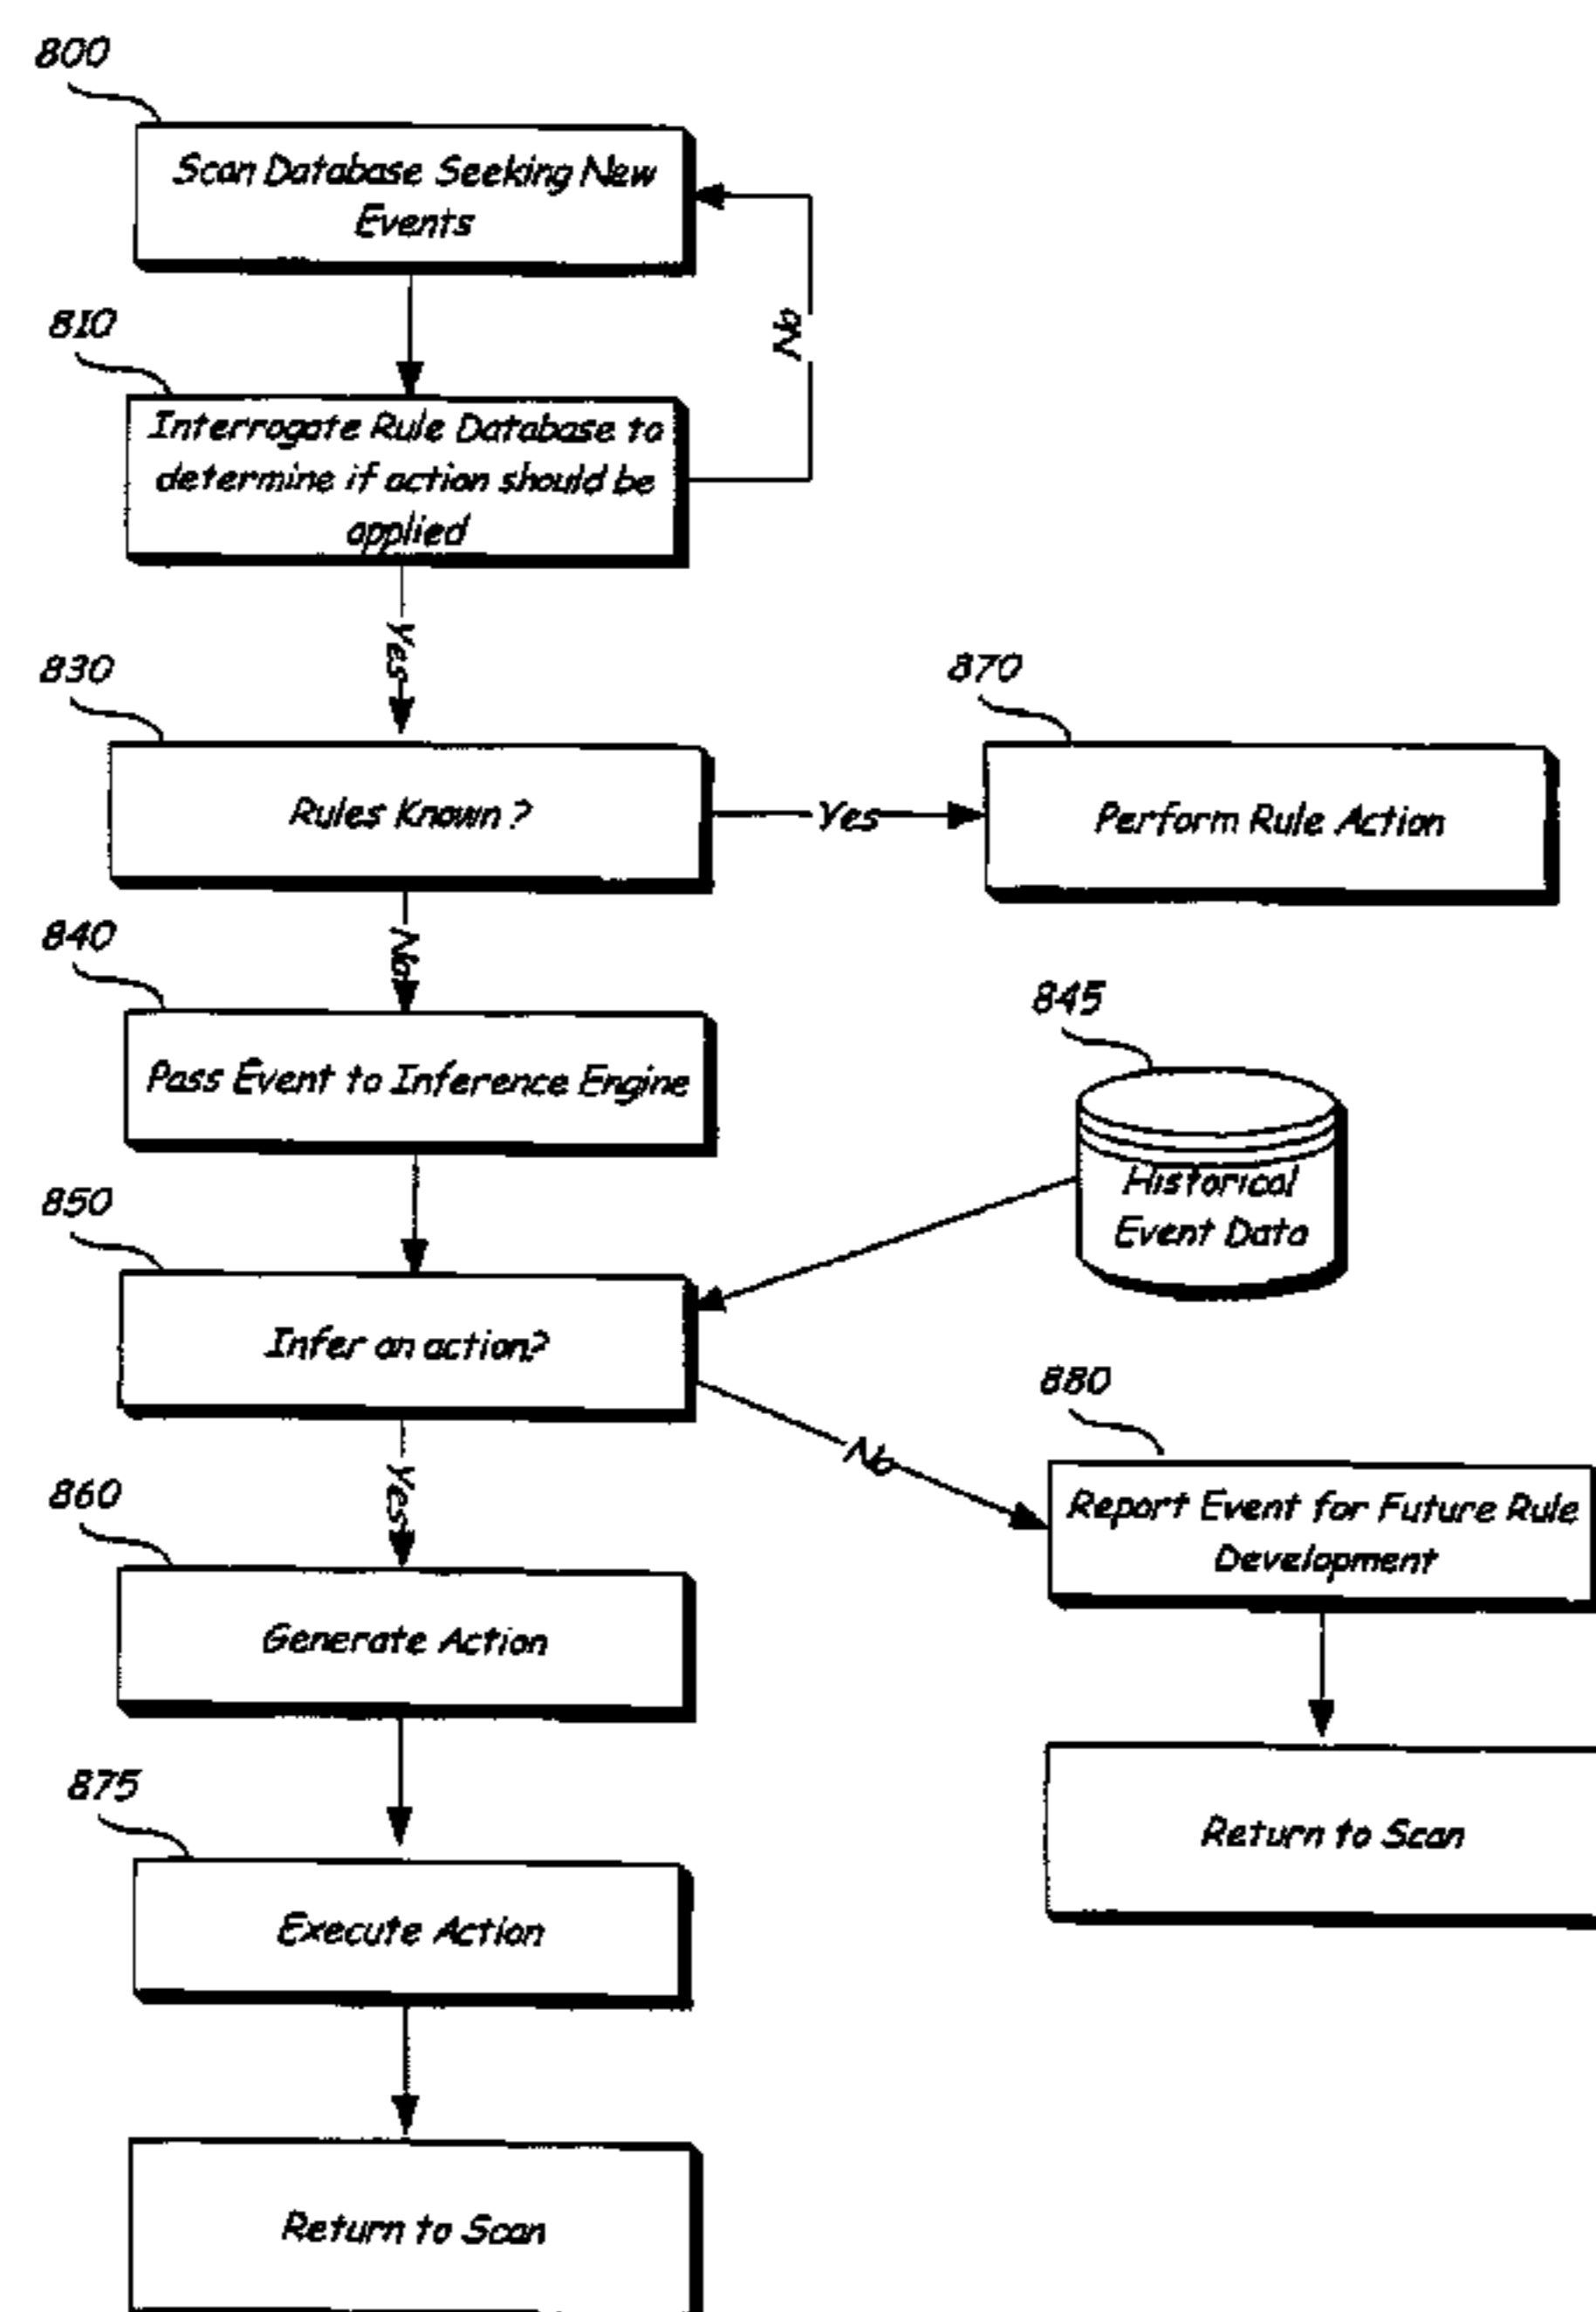 800
Scan Database Seeking New
Events
No
810
Interrogate Rule Database to
determine if action should be
applied
Yes
830
Rules Known?
Yes
870
Perform Rule Action
No
840
Pass Event to Inference Engine
845
Historical
Event Data
850
Infer an action?
No
880
Report Event for Future Rule
Development
Yes
860
Generate Action
Return to Scan
875
Execute Action
Return to Scan